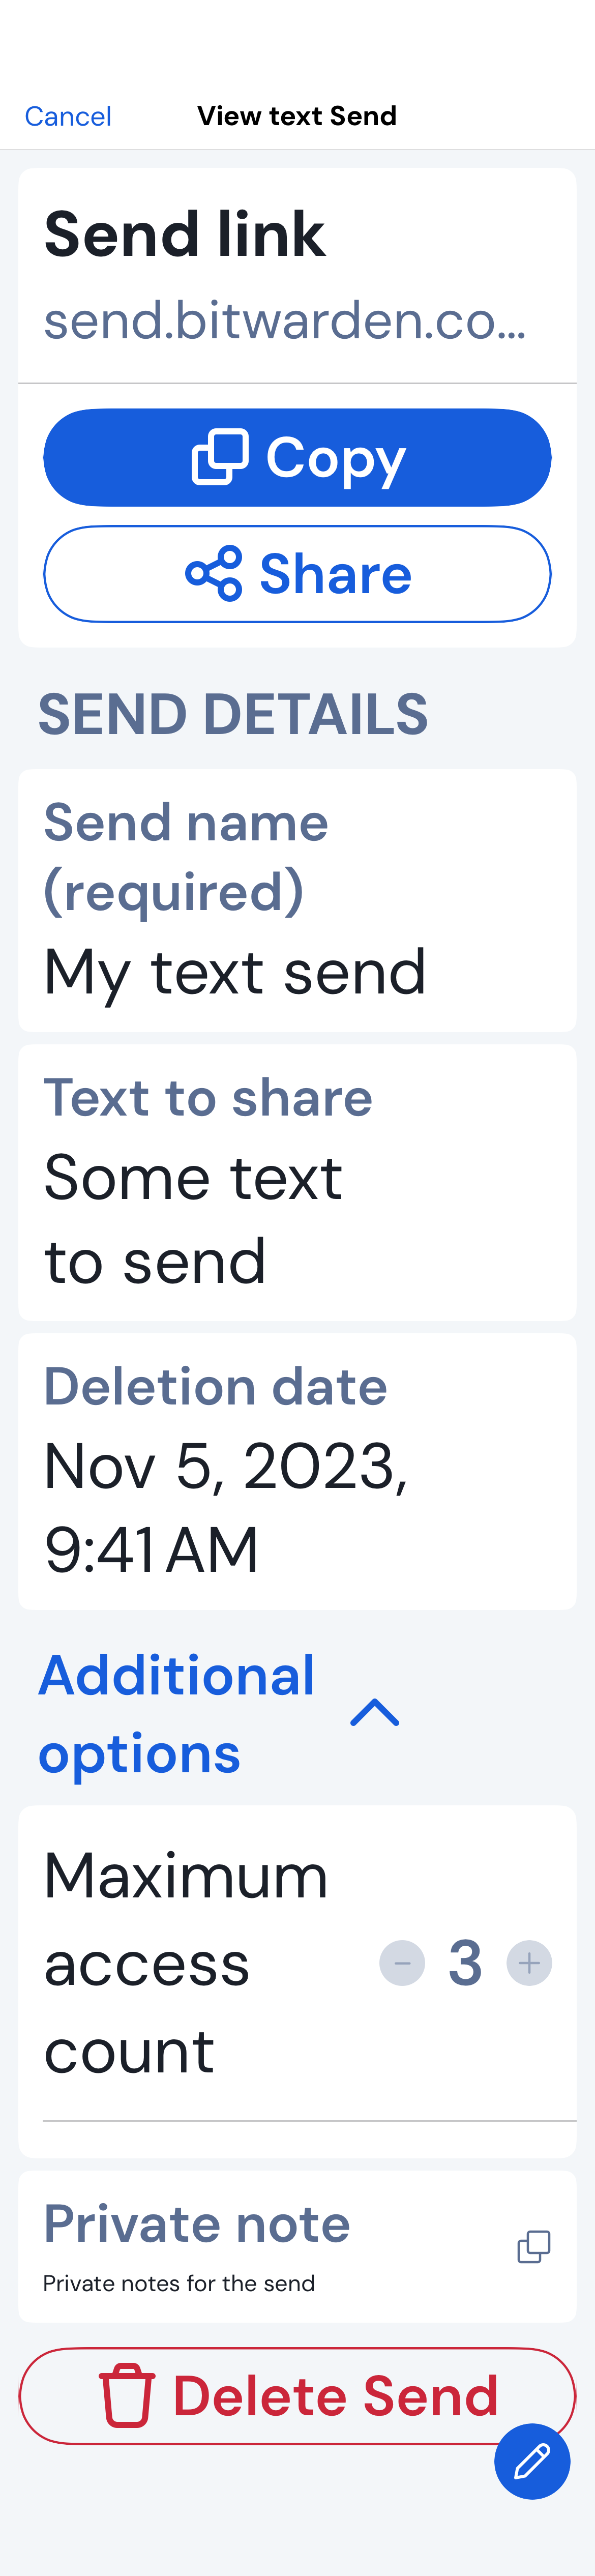 Cancel
View text Send
Send link
send.bitwarden.co...
Copy
Share
SEND DETAILS
Send name
(required)
My text send
Text to share
Some text
to send
Deletion date
Nov 5, 2023,
9:41 AM
Additional
options
Maximum
access
count
3
Private note
Private notes for the send
Delete Send